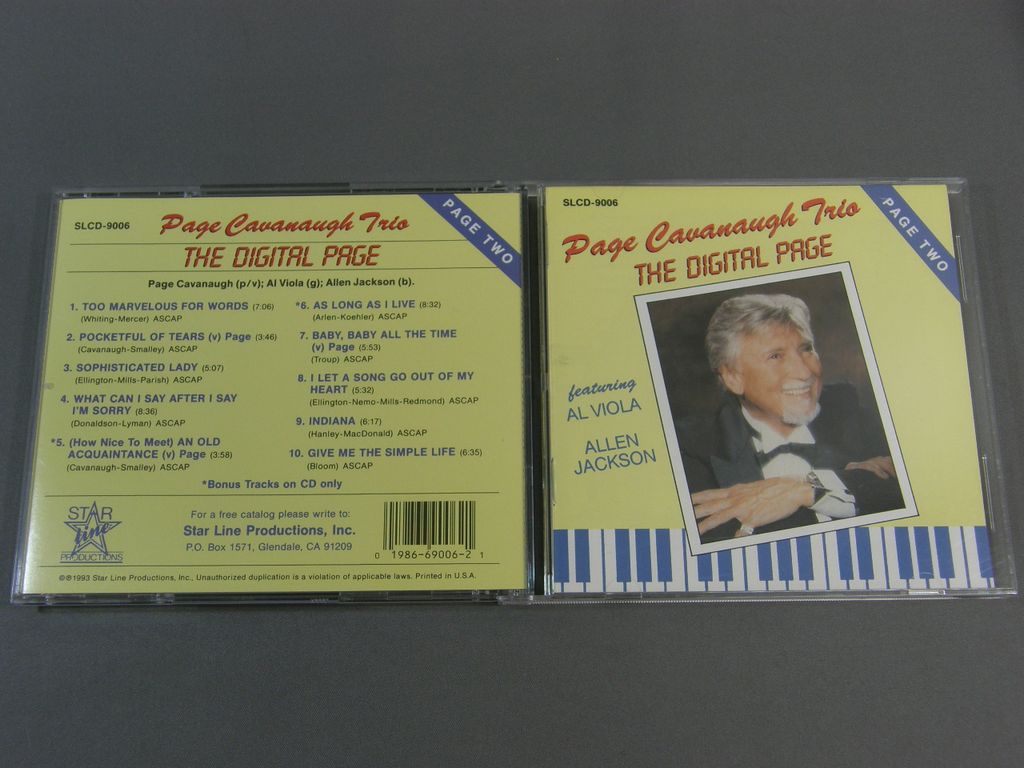 SLCD-9006
Page Cavanaugh Trio
THE DIGITAL PAGE
PAGE TWO
Page Cavanaugh (p/v); Al Viola (g); Allen Jackson (b).
1. TOO MARVELOUS FOR WORDS (7:06)
(Whiting-Mercer) ASCAP
2. POCKETFUL OF TEARS (v) Page (3:46)
(Cavanaugh-Smalley) ASCAP
3. SOPHISTICATED LADY (5:07)
(Ellington-Mills-Parish) ASCAP
4. WHAT CAN I SAY AFTER I SAY
I'M SORRY (8:36)
(Donaldson-Lyman) ASCAP
*5. (How Nice To Meet) AN OLD
ACQUAINTANCE (v) Page (3:58)
(Cavanaugh-Smalley) ASCAP
*6. AS LONG AS I LIVE (8:32)
(Arlen-Koehler) ASCAP
7. BABY, BABY ALL THE TIME
(v) Page (5:53)
(Troup) ASCAP
8. I LET A SONG GO OUT OF MY
HEART (5:32)
(Ellington-Nemo-Mills-Redmond) ASCAP
9. INDIANA (6:17)
(Hanley-MacDonald) ASCAP
10. GIVE ME THE SIMPLE LIFE (6:35)
(Bloom) ASCAP
*Bonus Tracks on CD only
STAR
line
PRODUCTIONS
For a free catalog please write to:
Star Line Productions, Inc.
P.O. Box 1571, Glendale, CA 91209
0 1986-69006-2 1
©℗1993 Star Line Productions, Inc., Unauthorized duplication is a violation of applicable laws. Printed in U.S.A.
SLCD-9006
Page Cavanaugh Trio
THE DIGITAL PAGE
PAGE TWO
featuring
AL VIOLA
ALLEN
JACKSON